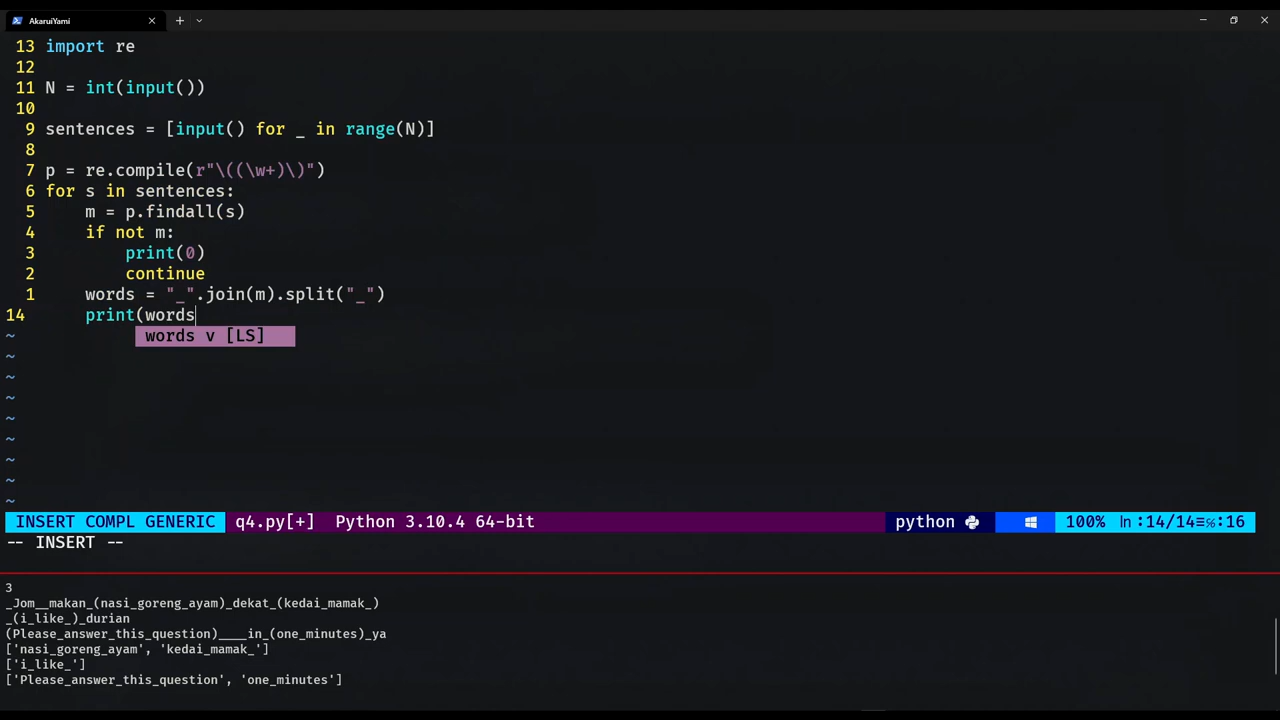 AkaruiYami
13 import re
12
11 N = int(input())
10
9 sentences = [input() for _ in range(N)]
8
7 p = re.compile(r"\((\w+)\)")
6 for s in sentences:
5     m = p.findall(s)
4     if not m:
3         print(0)
2         continue
1     words = "_".join(m).split("_")
14     print(words
~ words v [LS]
~
~
~
~
~
~
~
~
INSERT COMPL GENERIC q4.py[+] Python 3.10.4 64-bit python 100% ln :14/14≡%:16
-- INSERT --
3
_Jom__makan_(nasi_goreng_ayam)_dekat_(kedai_mamak_)
_(i_like_)_durian
(Please_answer_this_question)____in_(one_minutes)_ya
['nasi_goreng_ayam', 'kedai_mamak_']
['i_like_']
['Please_answer_this_question', 'one_minutes']